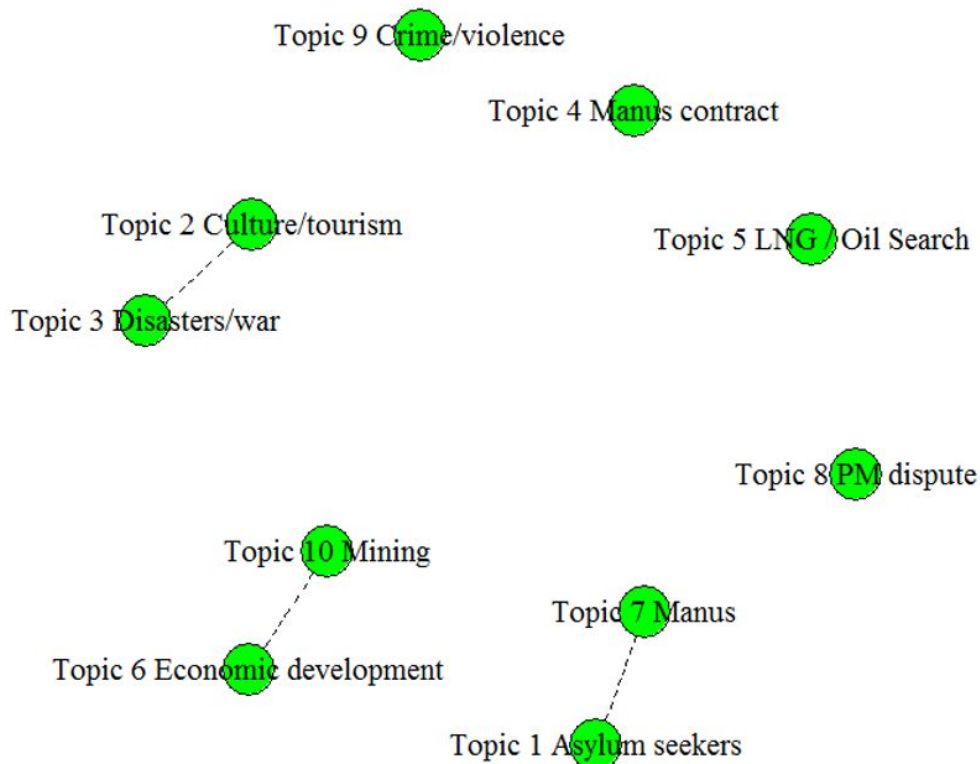 Topic 9 Crime/violence
Topic 4 Manus contract
Topic 2 Culture/tourism
Topic 5 LNG / Oil Search
Topic 3 Disasters/war
Topic 8 PM dispute
Topic 10 Mining
Topic 7 Manus
Topic 6 Economic development
Topic 1 Asylum seekers